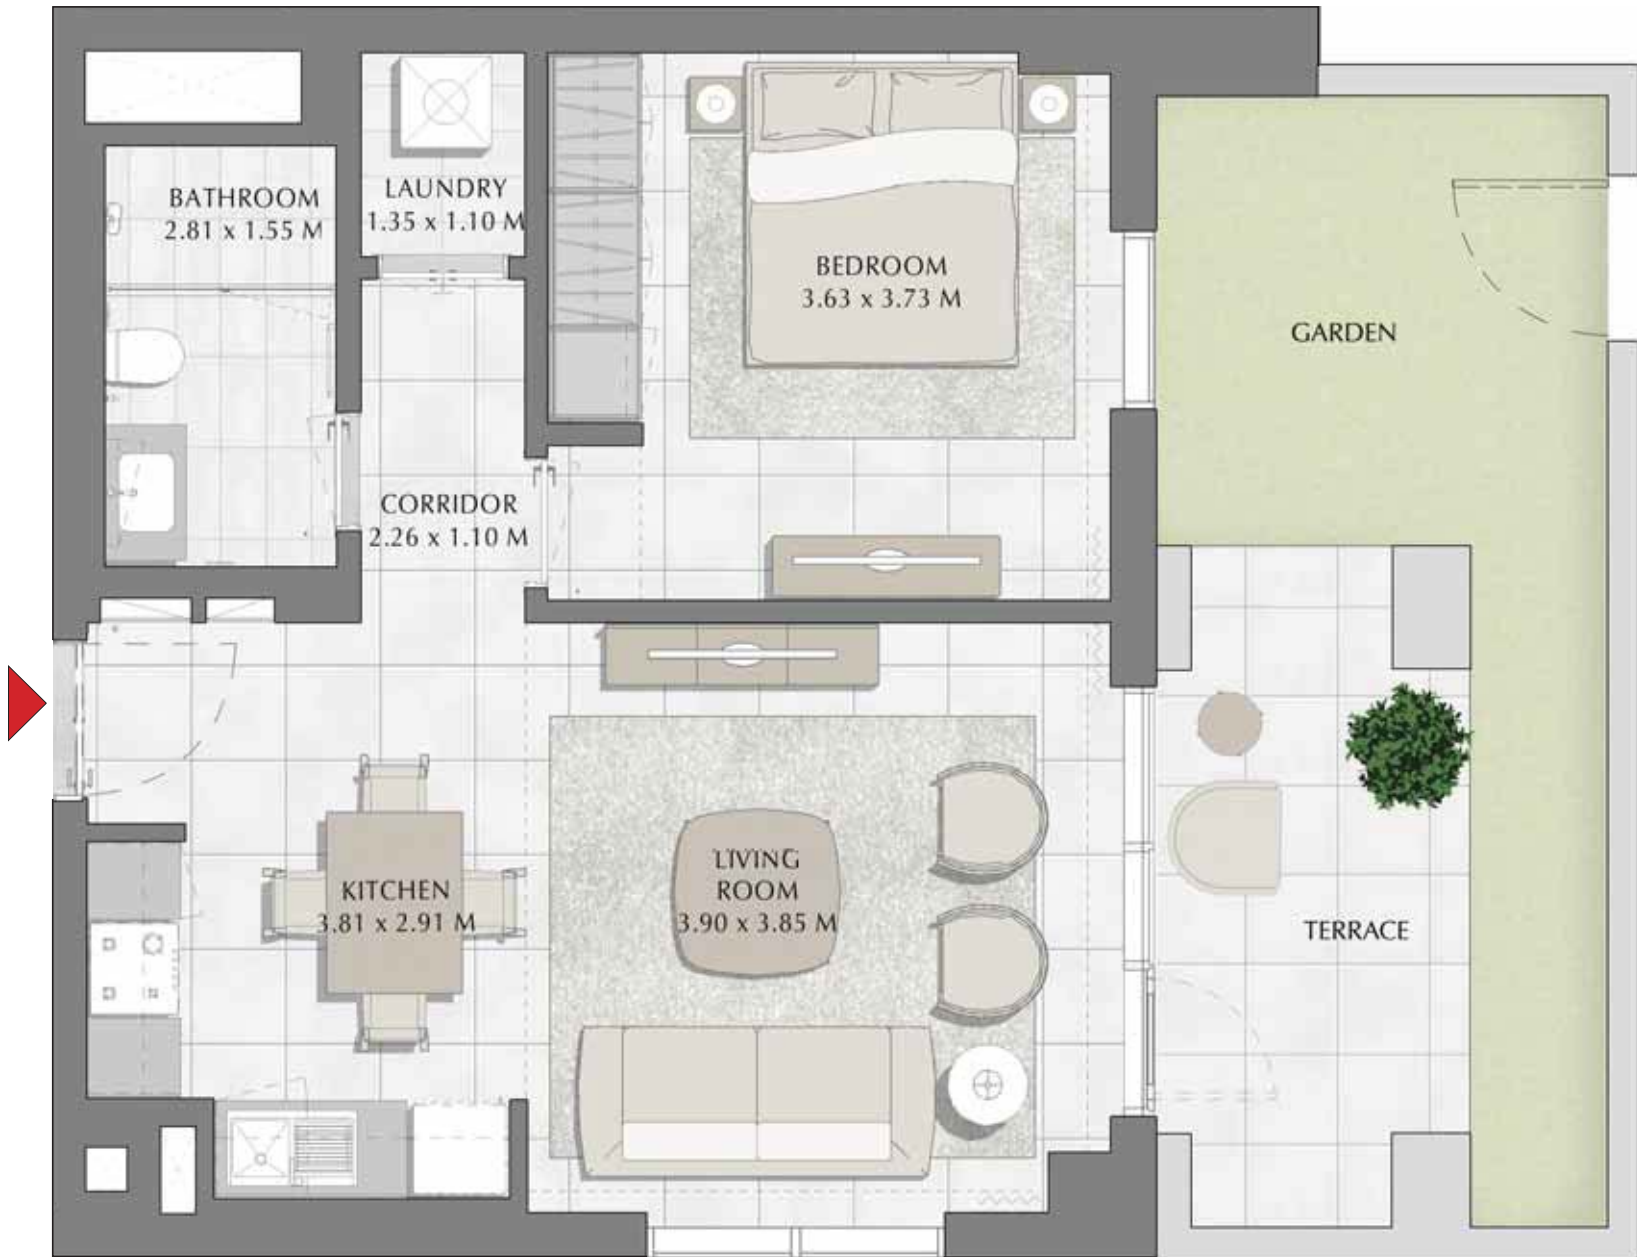 BATHROOM
2.81 x 1.55 M
LAUNDRY
1.35 x 1.10 M
BEDROOM
3.63 x 3.73 M
GARDEN
CORRIDOR
2.26 x 1.10 M
KITCHEN
3.81 x 2.91 M
LIVING
ROOM
3.90 x 3.85 M
TERRACE